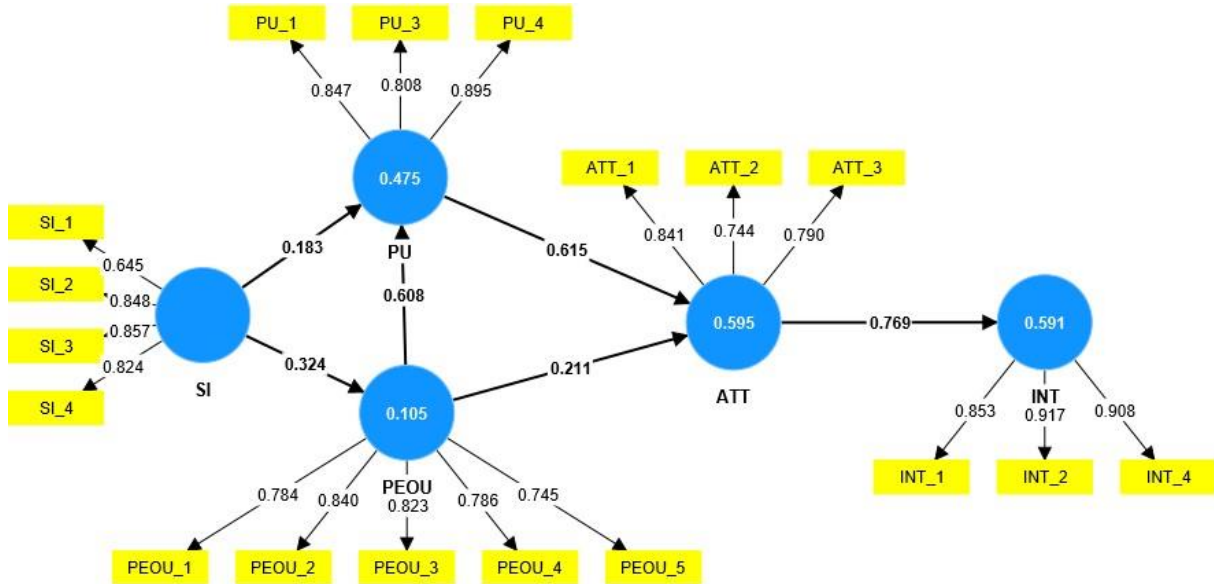 PU_1
PU_3
PU_4
0.847
0.808
0.895
0.475
PU
ATT_1
ATT_2
ATT_3
0.841
0.744
0.790
SI_1
SI_2
SI_3
SI_4
0.645
0.848
0.857
0.824
SI
0.183
0.324
0.608
0.615
0.211
0.595
ATT
0.769
0.591
INT
0.853
0.917
0.908
INT_1
INT_2
INT_4
0.105
PEOU
0.784
0.840
0.823
0.786
0.745
PEOU_1
PEOU_2
PEOU_3
PEOU_4
PEOU_5